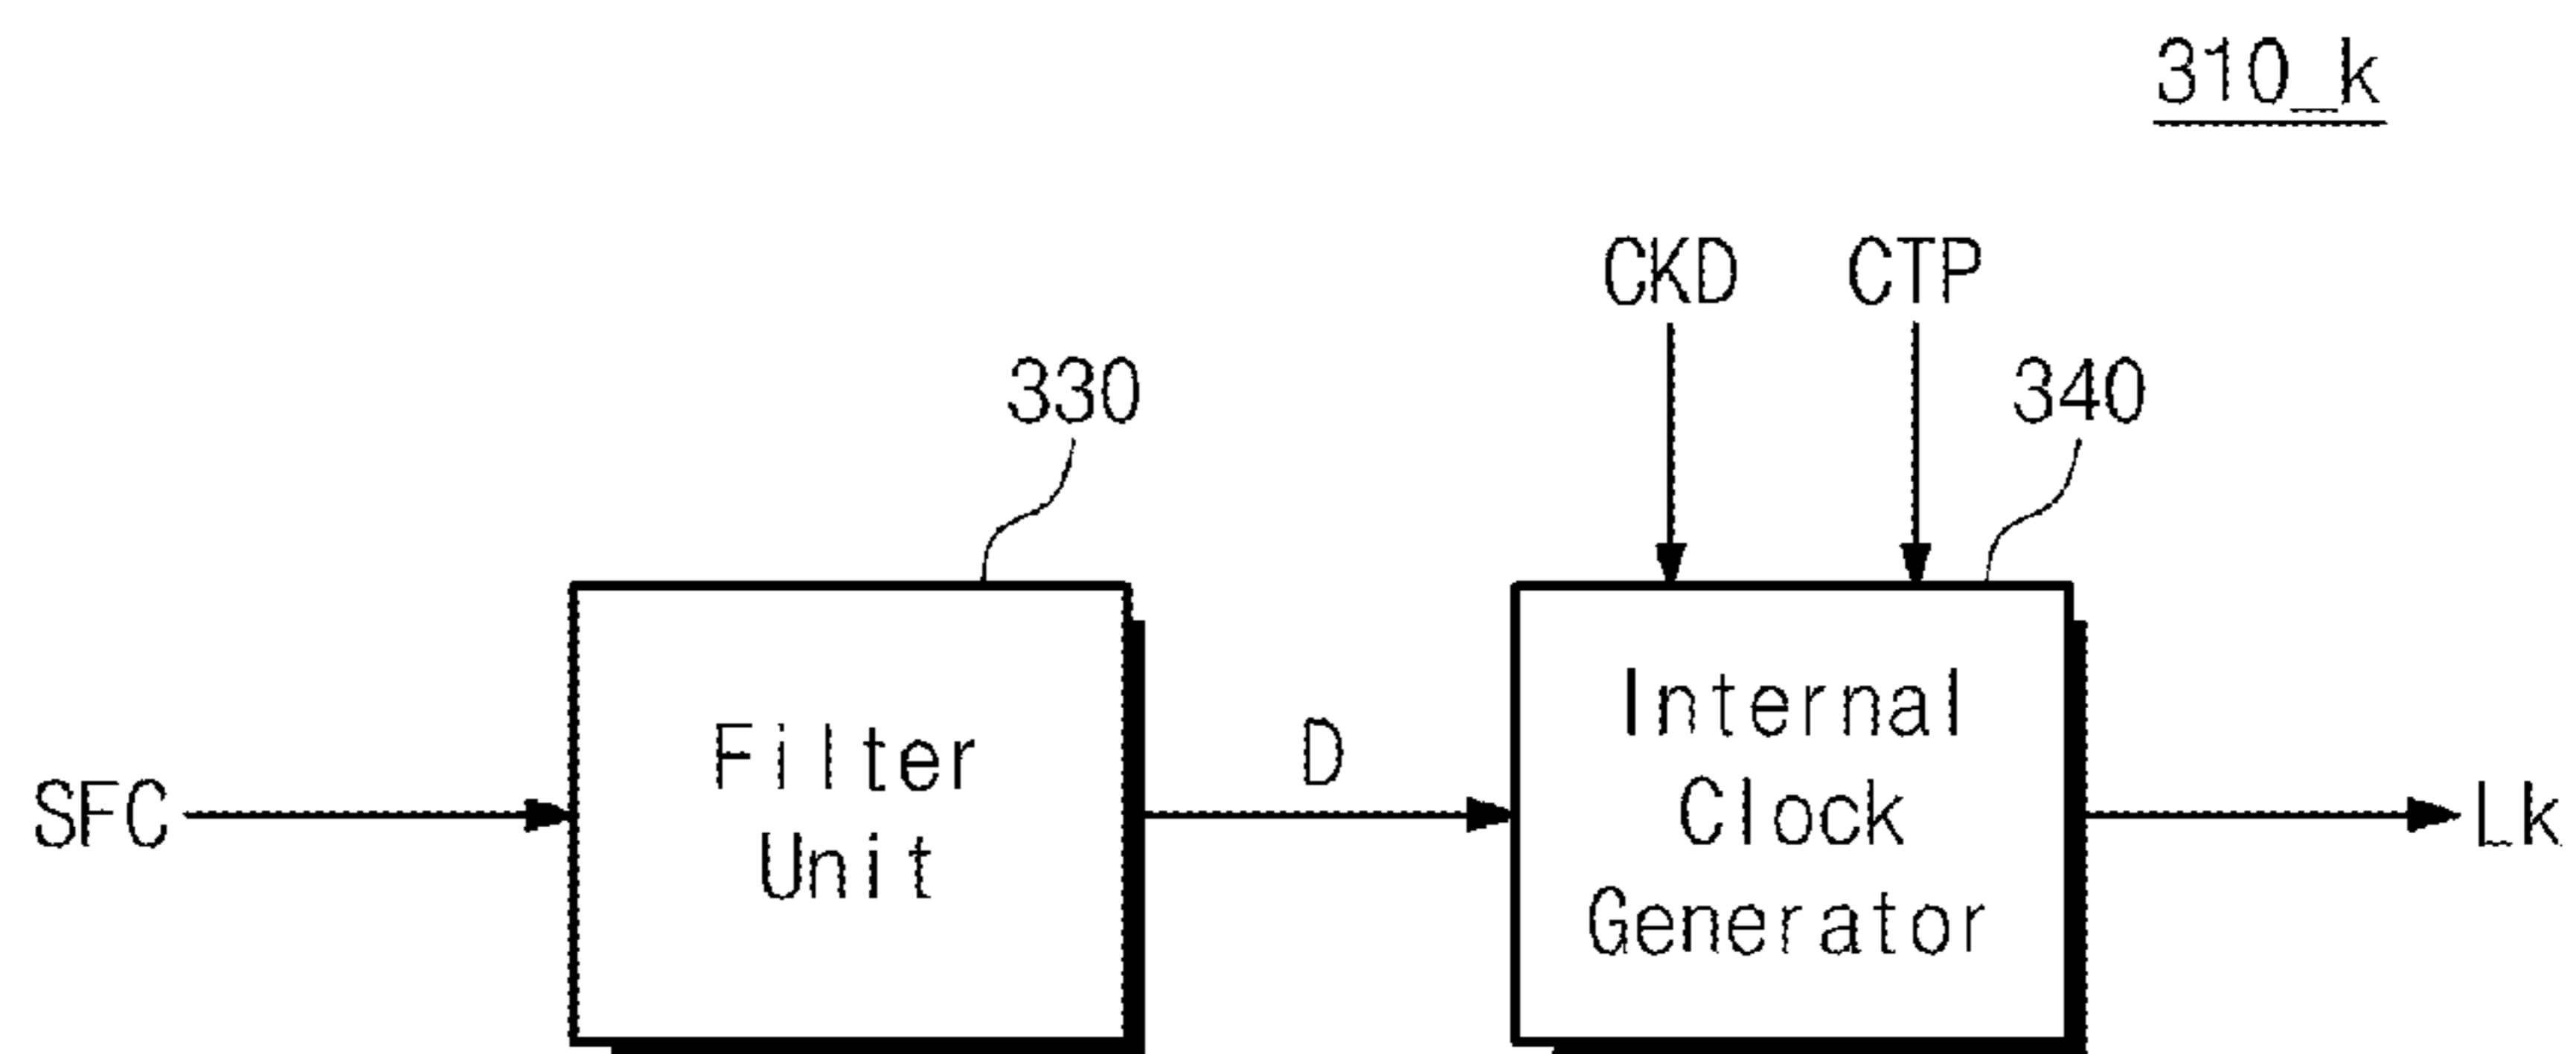 310_k
CKD CTP
330 340
SFC
Filter
Unit
D
Internal
Clock
Generator
Lk